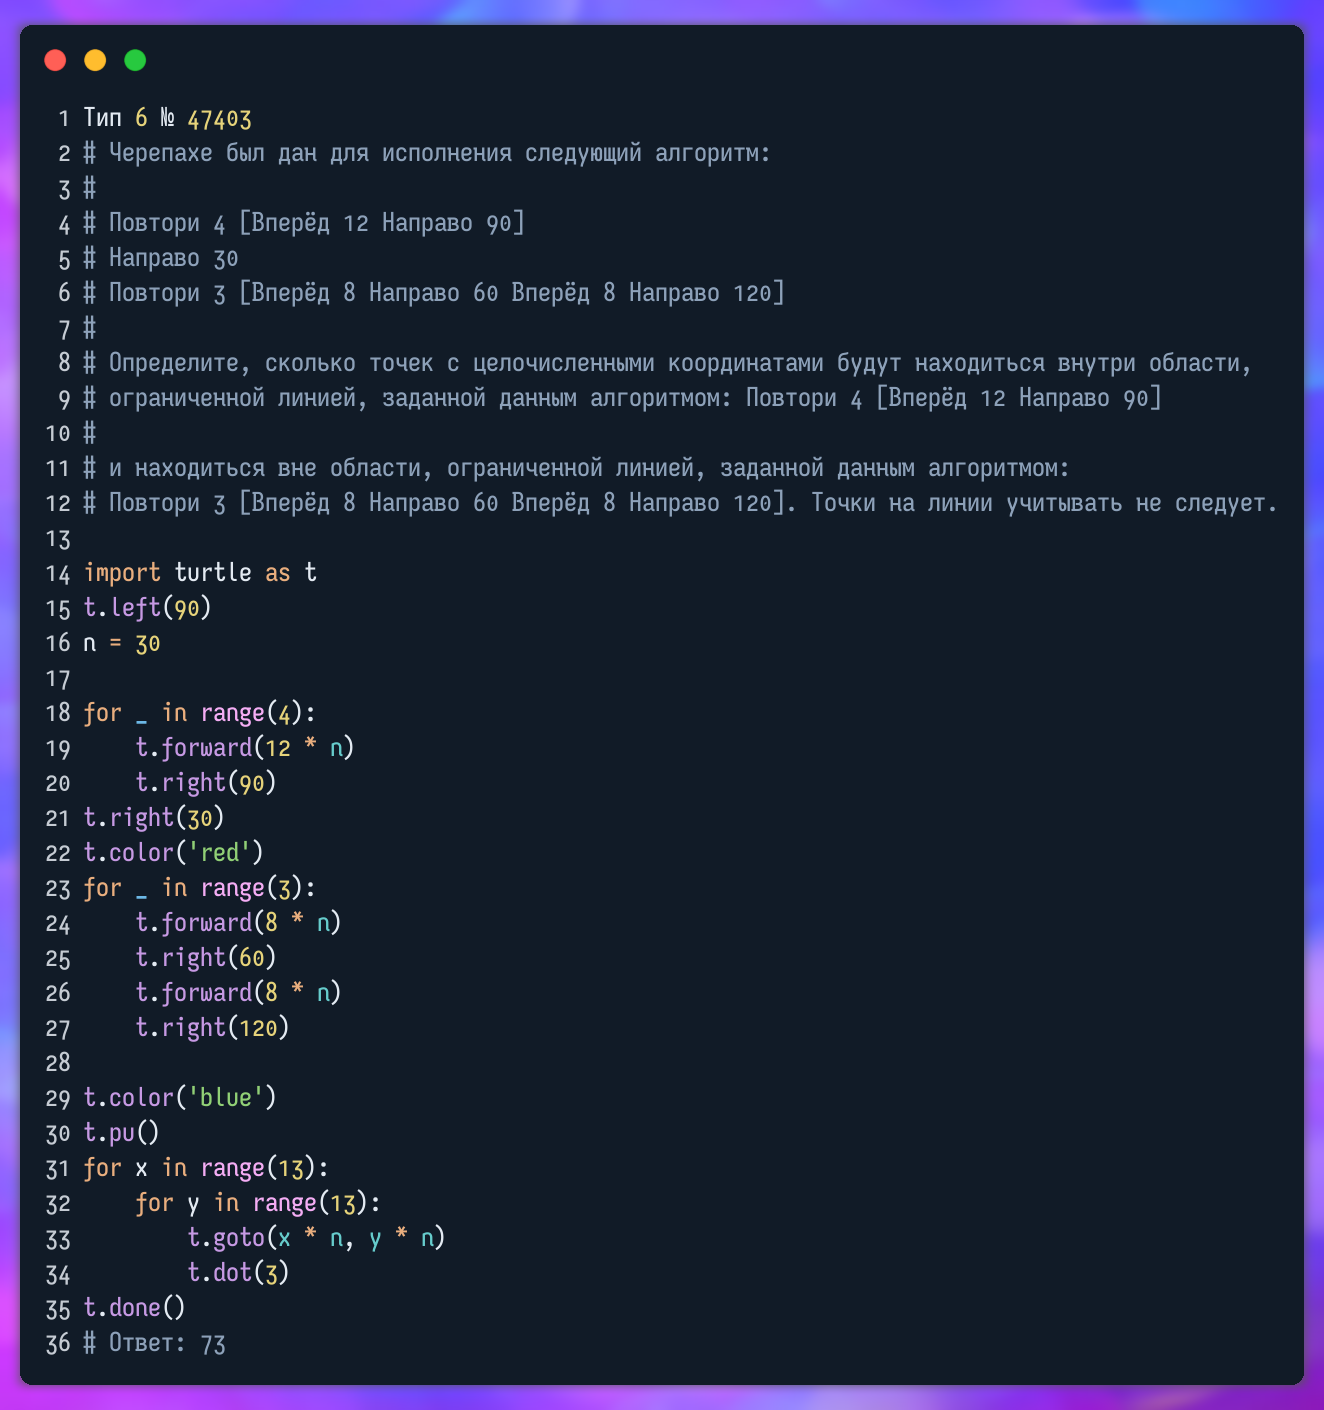 1 Тип 6 № 47403
2 # Черепахе был дан для исполнения следующий алгоритм:
3 #
4 # Повтори 4 [Вперёд 12 Направо 90]
5 # Направо 30
6 # Повтори 3 [Вперёд 8 Направо 60 Вперёд 8 Направо 120]
7 #
8 # Определите, сколько точек с целочисленными координатами будут находиться внутри области,
9 # ограниченной линией, заданной данным алгоритмом: Повтори 4 [Вперёд 12 Направо 90]
10 #
11 # и находиться вне области, ограниченной линией, заданной данным алгоритмом:
12 # Повтори 3 [Вперёд 8 Направо 60 Вперёд 8 Направо 120]. Точки на линии учитывать не следует.
13
14 import turtle as t
15 t.left(90)
16 n = 30
17
18 for _ in range(4):
19     t.forward(12 * n)
20     t.right(90)
21 t.right(30)
22 t.color('red')
23 for _ in range(3):
24     t.forward(8 * n)
25     t.right(60)
26     t.forward(8 * n)
27     t.right(120)
28
29 t.color('blue')
30 t.pu()
31 for x in range(13):
32     for y in range(13):
33         t.goto(x * n, y * n)
34         t.dot(3)
35 t.done()
36 # Ответ: 73